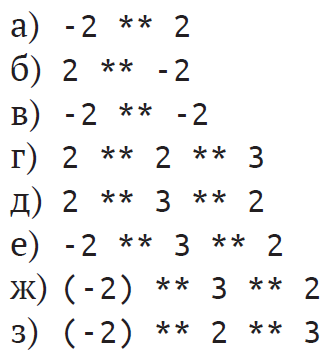 а) -2 ** 2
б) 2 ** -2
в) -2 ** -2
г) 2 ** 2 ** 3
д) 2 ** 3 ** 2
е) -2 ** 3 ** 2
ж) (-2) ** 3 ** 2
з) (-2) ** 2 ** 3